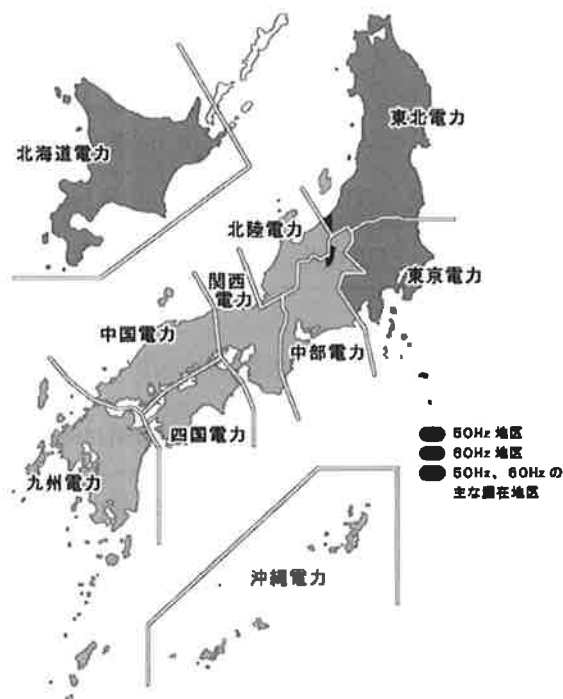 北海道電力
東北電力
北陸電力
関西
電力
東京電力
中国電力
中部電力
四国電力
九州電力
沖縄電力
50Hz 地区
60Hz 地区
50Hz、60Hz の
主な混在地区